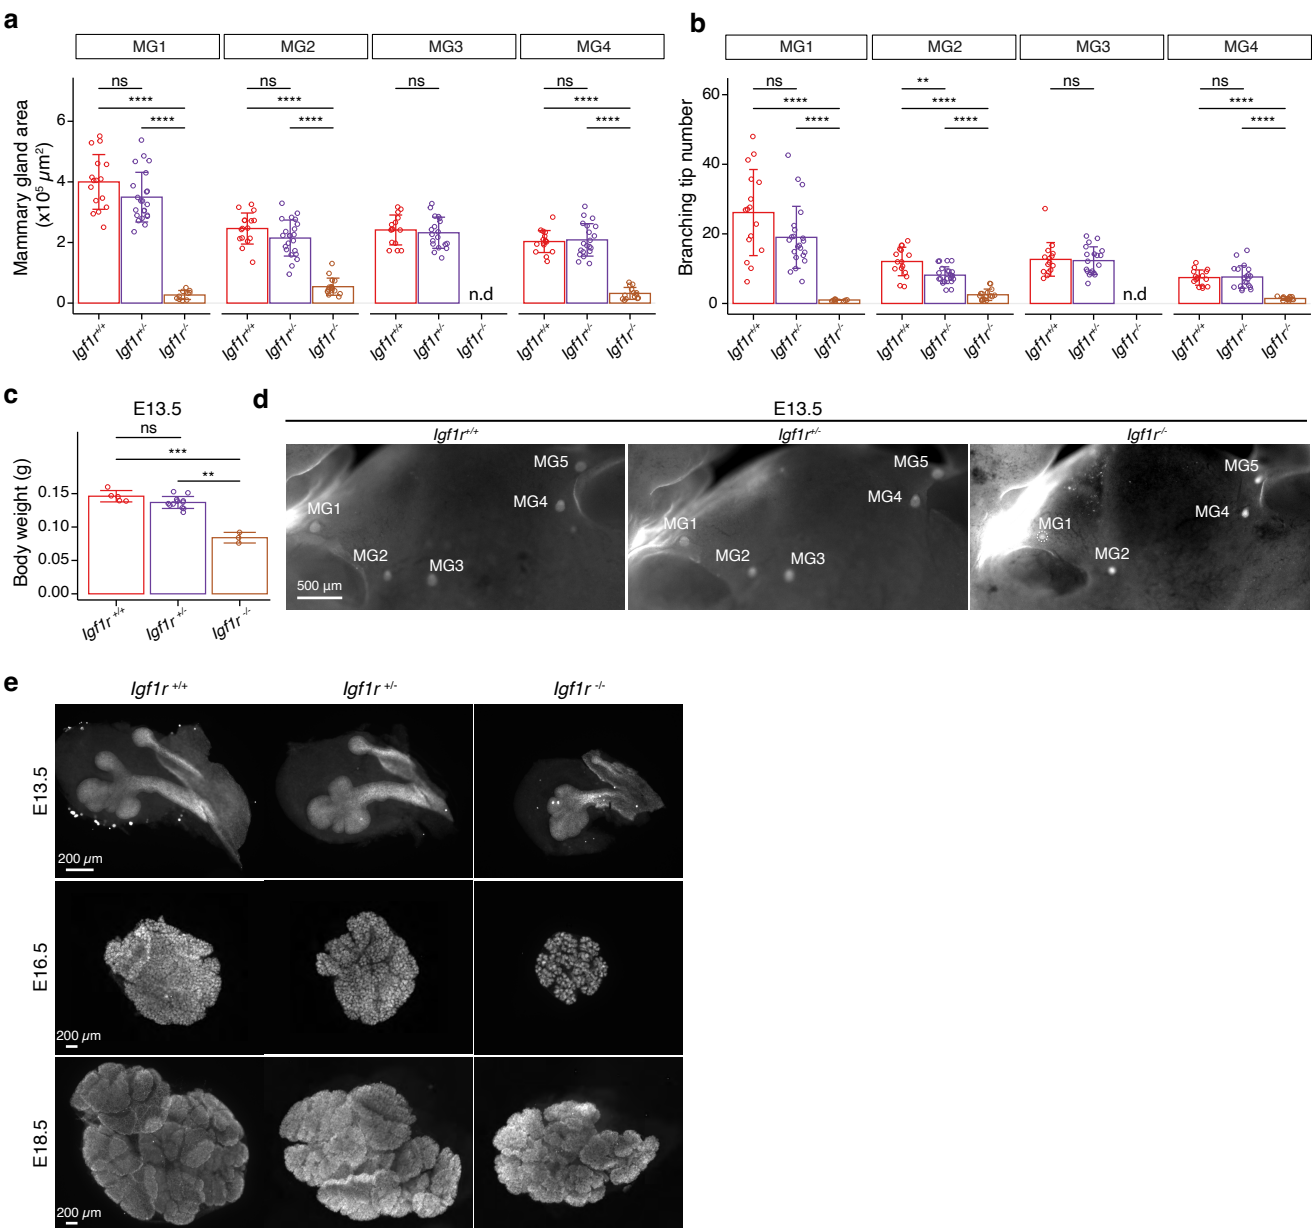 a
MG1 MG2 MG3 MG4
Mammary gland area
(x10⁵ µm²)
6
4
2
0
ns ns ns ns
**** **** ****
**** **** ****
n.d
Igf1r+/+ Igf1r+/- Igf1r-/- Igf1r+/+ Igf1r+/- Igf1r-/- Igf1r+/+ Igf1r+/- Igf1r-/- Igf1r+/+ Igf1r+/- Igf1r-/-
b
MG1 MG2 MG3 MG4
Branching tip number
60
40
20
0
ns ** ns ns
**** **** ****
**** **** ****
n.d
Igf1r+/+ Igf1r+/- Igf1r-/- Igf1r+/+ Igf1r+/- Igf1r-/- Igf1r+/+ Igf1r+/- Igf1r-/- Igf1r+/+ Igf1r+/- Igf1r-/-
c
E13.5
ns
***
**
Body weight (g)
0.15
0.10
0.05
0.00
Igf1r +/+ Igf1r +/- Igf1r -/-
d
E13.5
Igf1r+/+ Igf1r+/- Igf1r-/-
MG5
MG4
MG1
MG2 MG3
500 µm
MG5
MG4
MG1
MG2 MG3
MG5
MG4
MG1
MG2
e
Igf1r +/+ Igf1r +/- Igf1r -/-
E13.5
200 µm
E16.5
200 µm
E18.5
200 µm